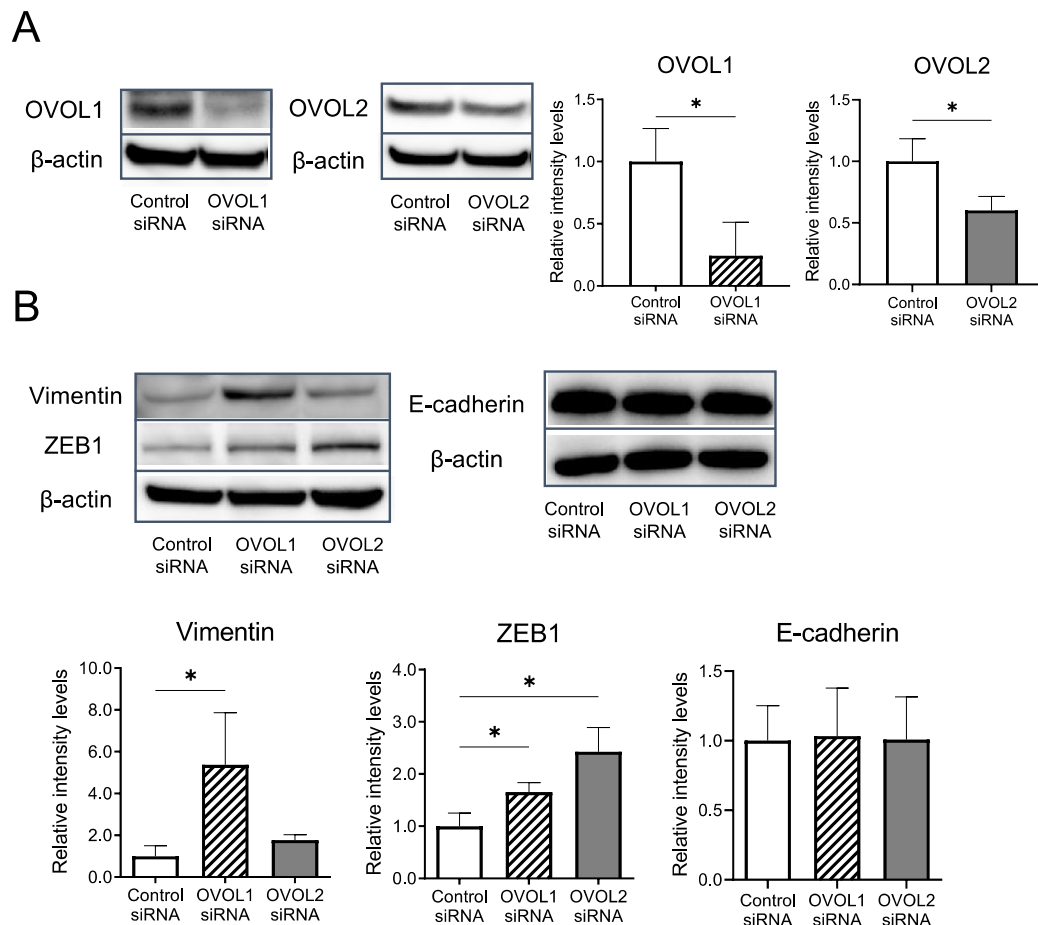 A
OVOL1
β-actin
Control siRNA
OVOL1 siRNA
OVOL2
β-actin
Control siRNA
OVOL2 siRNA
OVOL1
Relative intensity levels
1.5
1.0
0.5
0.0
*
Control siRNA
OVOL1 siRNA
OVOL2
Relative intensity levels
1.5
1.0
0.5
0.0
*
Control siRNA
OVOL2 siRNA
B
Vimentin
ZEB1
β-actin
Control siRNA
OVOL1 siRNA
OVOL2 siRNA
E-cadherin
β-actin
Control siRNA
OVOL1 siRNA
OVOL2 siRNA
Vimentin
Relative intensity levels
10.0
8.0
6.0
4.0
2.0
0.0
*
Control siRNA
OVOL1 siRNA
OVOL2 siRNA
ZEB1
Relative intensity levels
4.0
3.0
2.0
1.0
0.0
*
*
Control siRNA
OVOL1 siRNA
OVOL2 siRNA
E-cadherin
Relative intensity levels
1.5
1.0
0.5
0.0
Control siRNA
OVOL1 siRNA
OVOL2 siRNA